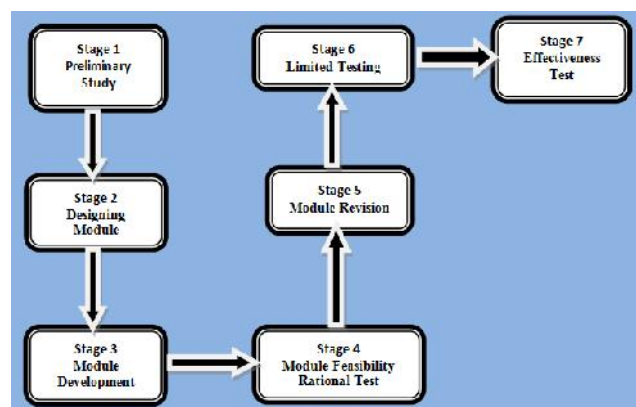 Stage 1
Preliminary
Study
Stage 2
Designing
Module
Stage 3
Module
Development
Stage 4
Module Feasibility
Rational Test
Stage 5
Module Revision
Stage 6
Limited Testing
Stage 7
Effectiveness
Test